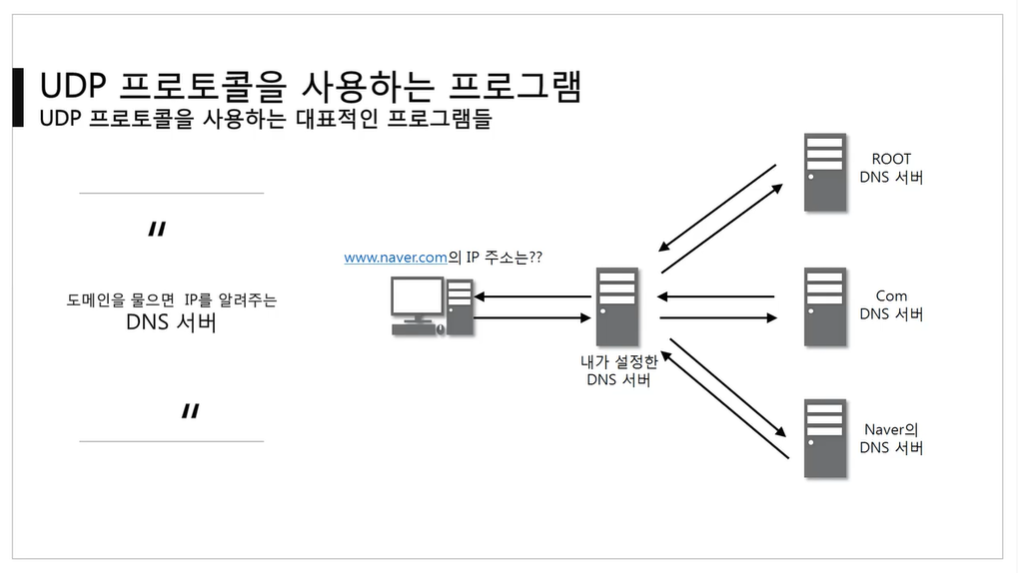 UDP 프로토콜을 사용하는 프로그램
UDP 프로토콜을 사용하는 대표적인 프로그램들
"
도메인을 물으면 IP를 알려주는
DNS 서버
"
www.naver.com의 IP 주소는??
내가 설정한
DNS 서버
ROOT
DNS 서버
Com
DNS 서버
Naver의
DNS 서버